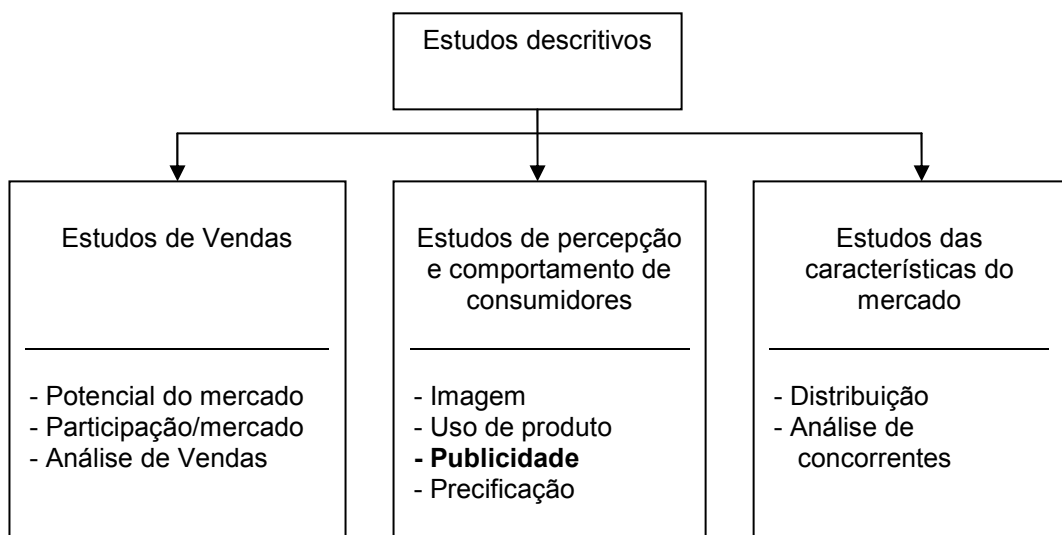 Estudos descritivos
Estudos de Vendas
- Potencial do mercado
- Participação/mercado
- Análise de Vendas
Estudos de percepção
e comportamento de
consumidores
- Imagem
- Uso de produto
- Publicidade
- Precificação
Estudos das
características do
mercado
- Distribuição
- Análise de
concorrentes